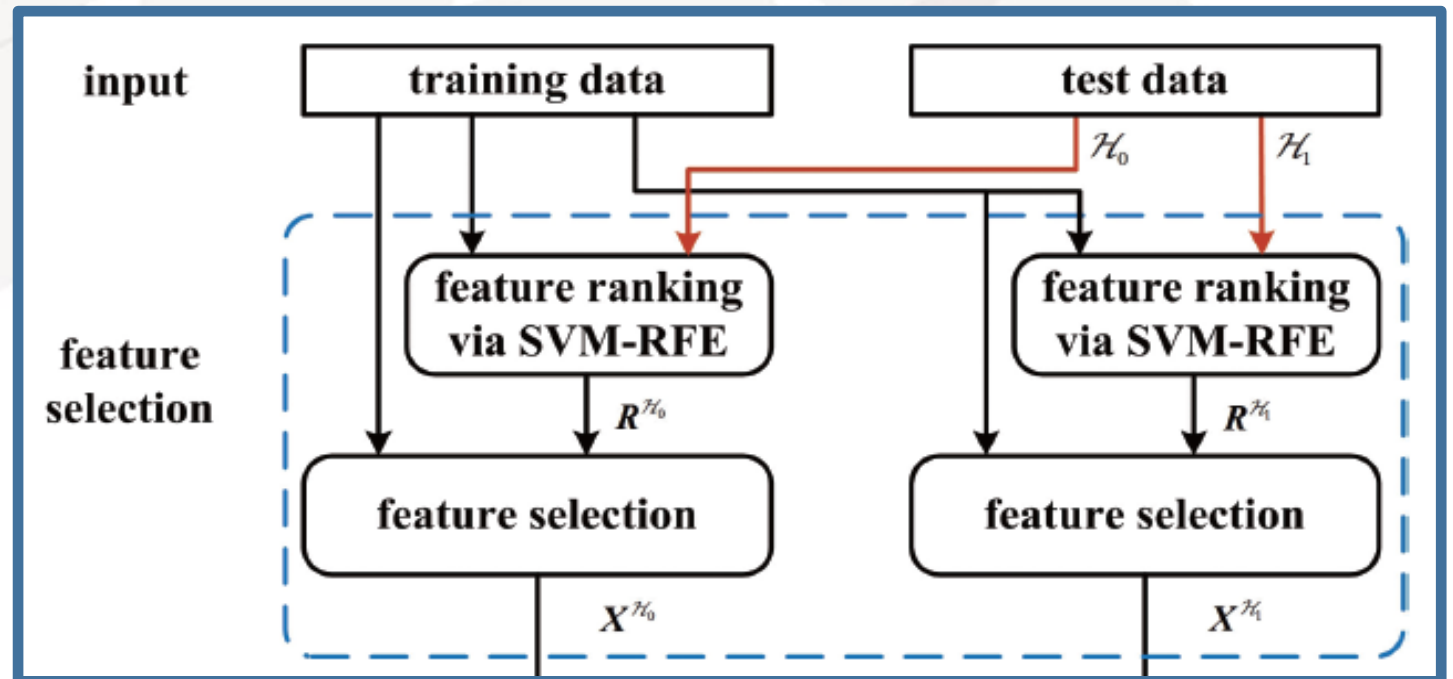 input
training data
test data
ℋ₀
ℋ₁
feature selection
feature ranking
via SVM-RFE
feature ranking
via SVM-RFE
R^ℋ₀
R^ℋ₁
feature selection
feature selection
X^ℋ₀
X^ℋ₁